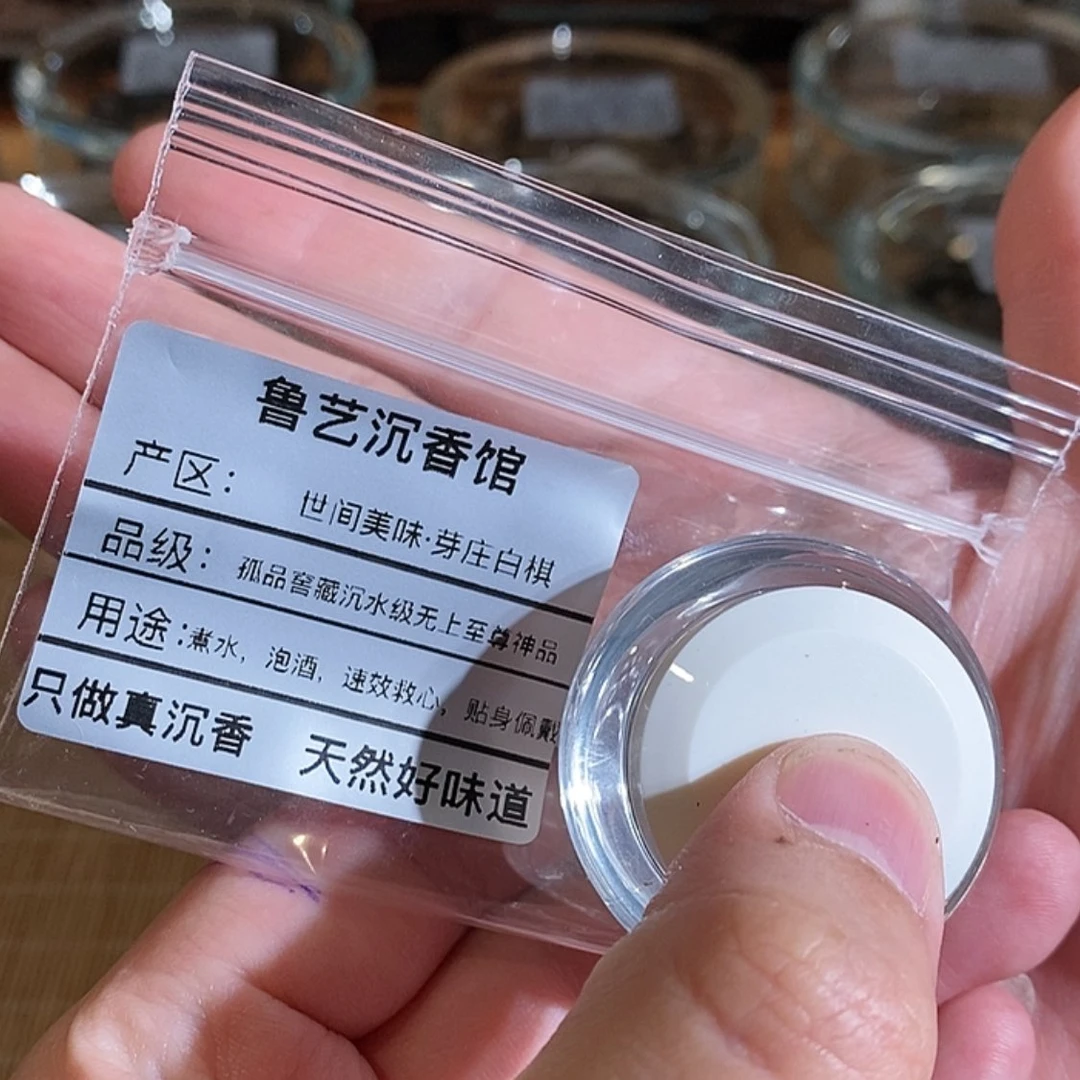 鲁艺沉香馆
产区： 世间美味·芽庄白棋
品级： 孤品窖藏沉水级无上至尊神品
用途：煮水，泡酒，速效救心，贴身佩戴
只做真沉香 天然好味道